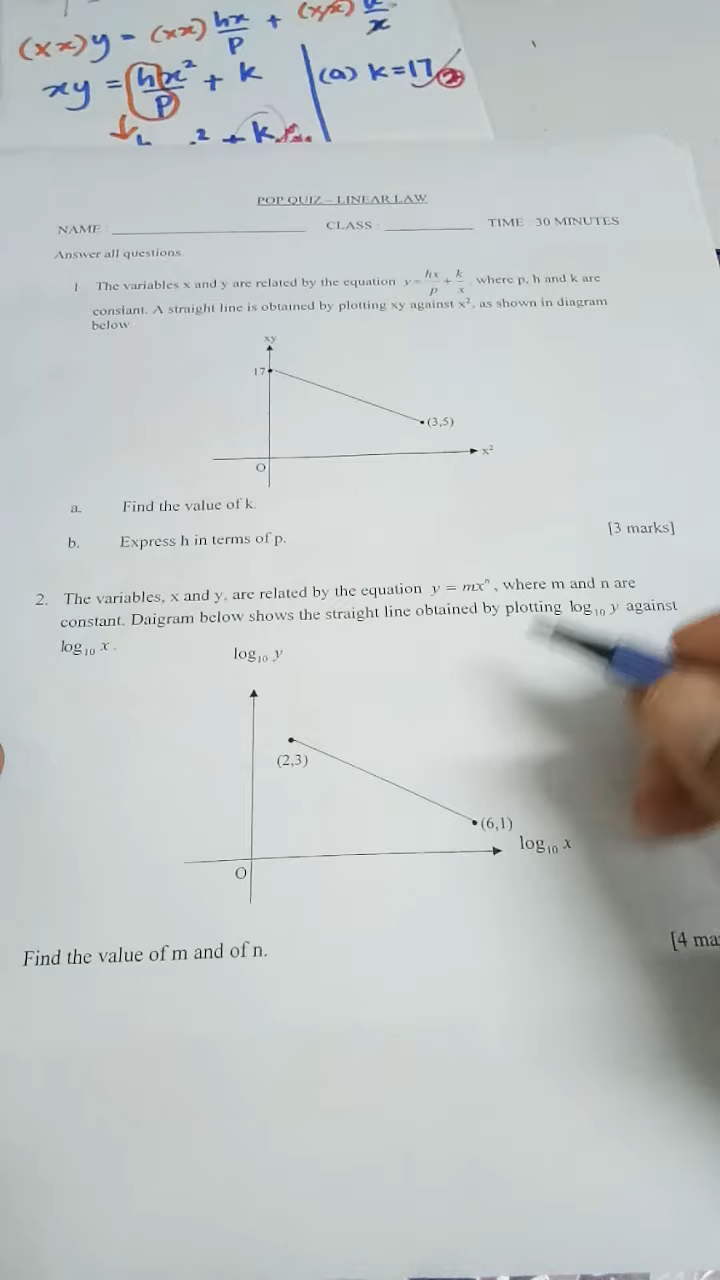 (xx)y = (xx) hx/p + (x/x) k/x
xy = hx²/p + k
(a) k = 17
² + k
POP QUIZ – LINEAR LAW
NAME : CLASS : TIME : 30 MINUTES
Answer all questions.
1 The variables x and y are related by the equation y = hx/p + k/x, where p, h and k are
constant. A straight line is obtained by plotting xy against x², as shown in diagram
below
xy
17
(3,5)
x²
O
a. Find the value of k.
[3 marks]
b. Express h in terms of p.
2. The variables, x and y, are related by the equation y = mxⁿ, where m and n are
constant. Daigram below shows the straight line obtained by plotting log₁₀ y against
log₁₀ x.
log₁₀ y
(2,3)
(6,1)
log₁₀ x
O
[4 ma
Find the value of m and of n.